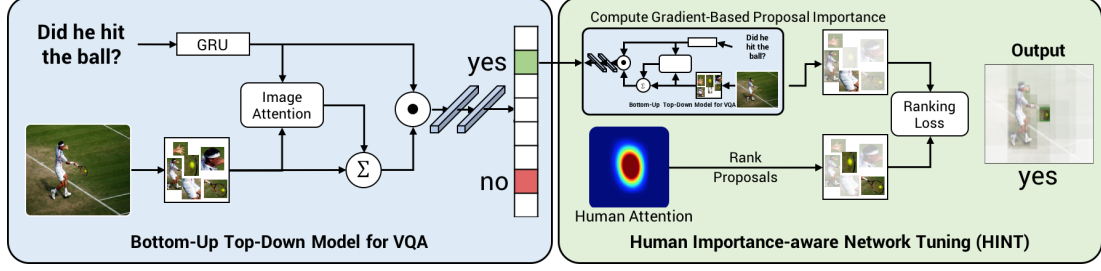 Did he hit
the ball?
GRU
Image
Attention
Σ
yes
no
Bottom-Up Top-Down Model for VQA
Compute Gradient-Based Proposal Importance
Did he
hit the
ball?
Σ
Bottom-Up Top-Down Model for VQA
Human Attention
Rank
Proposals
Ranking
Loss
Output
yes
Human Importance-aware Network Tuning (HINT)